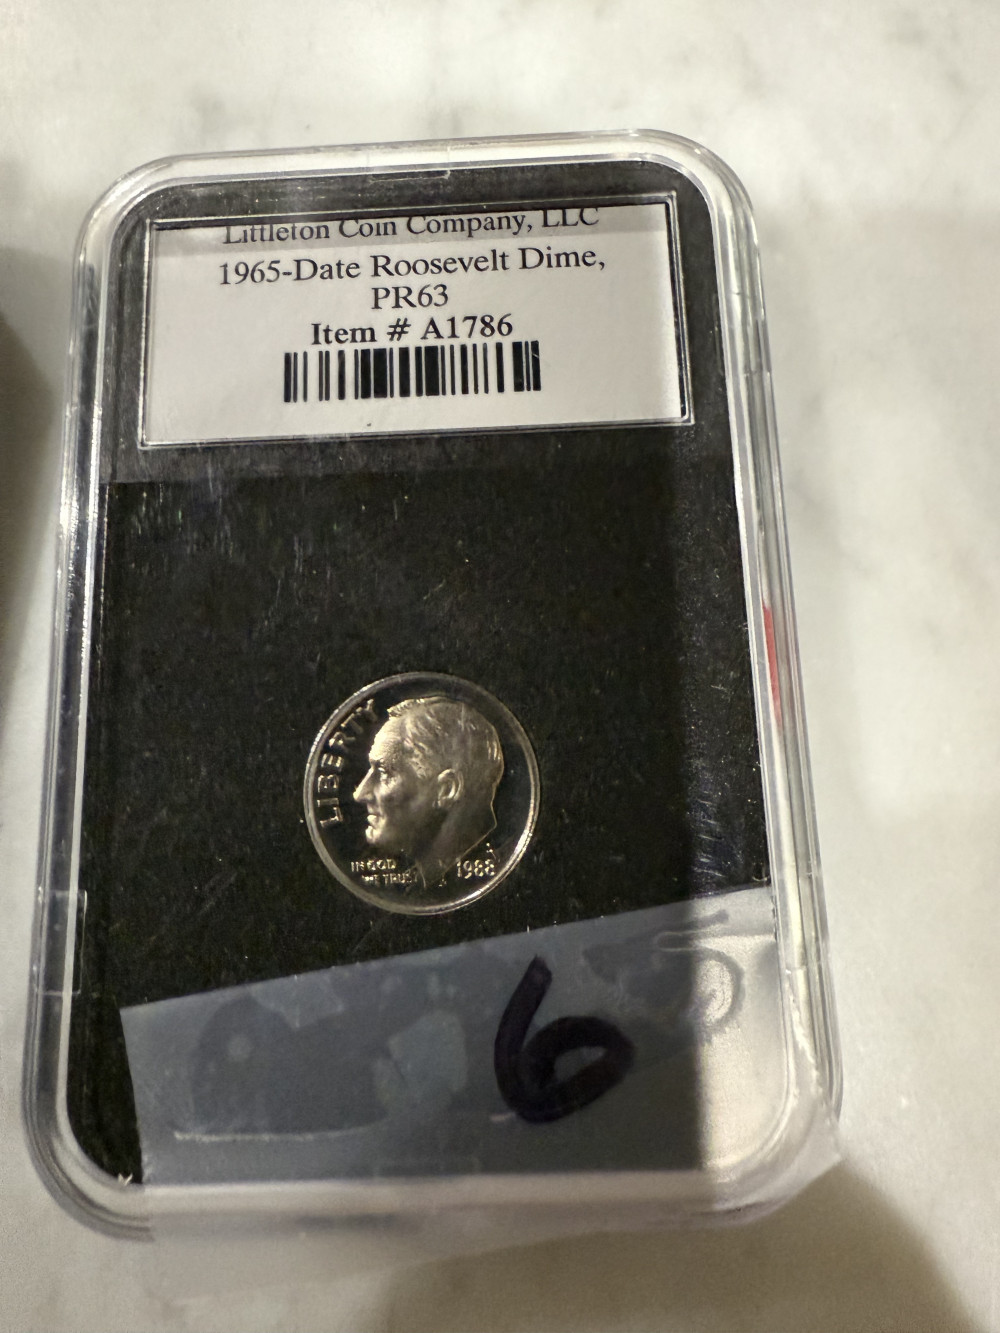 Littleton Coin Company, LLC
1965-Date Roosevelt Dime,
PR63
Item # A1786
LIBERTY
IN GOD
WE TRUST
1988
6